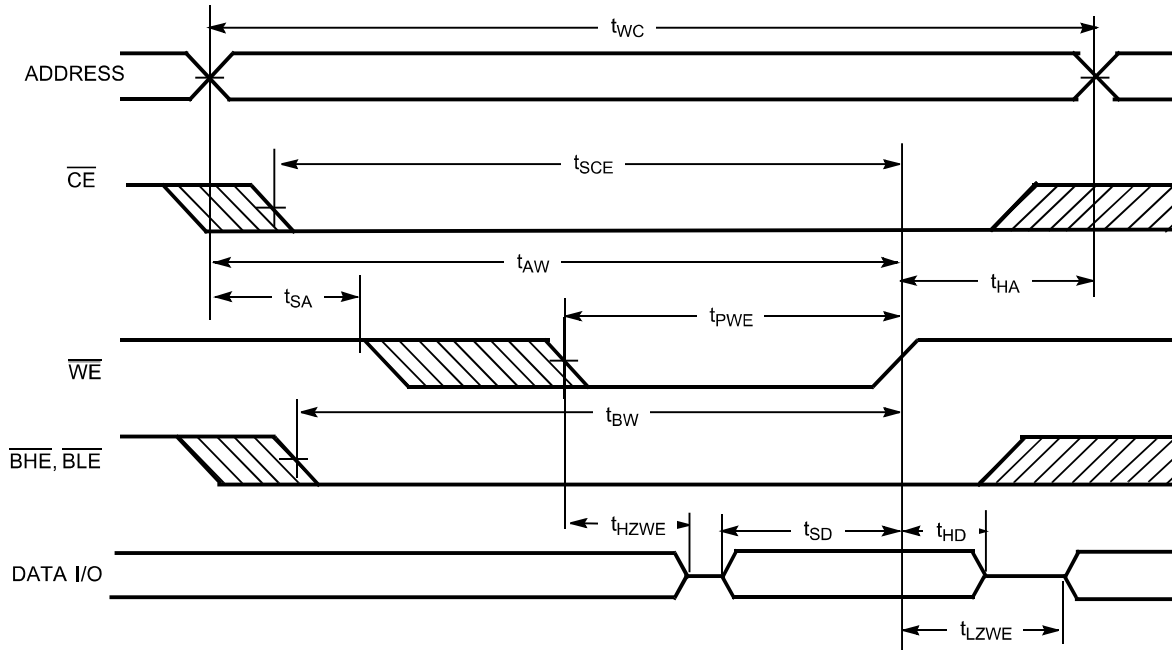 tWC
ADDRESS
tSCE
CE
tAW
tHA
tSA
tPWE
WE
tBW
BHE, BLE
tHZWE
tSD
tHD
DATA I/O
tLZWE